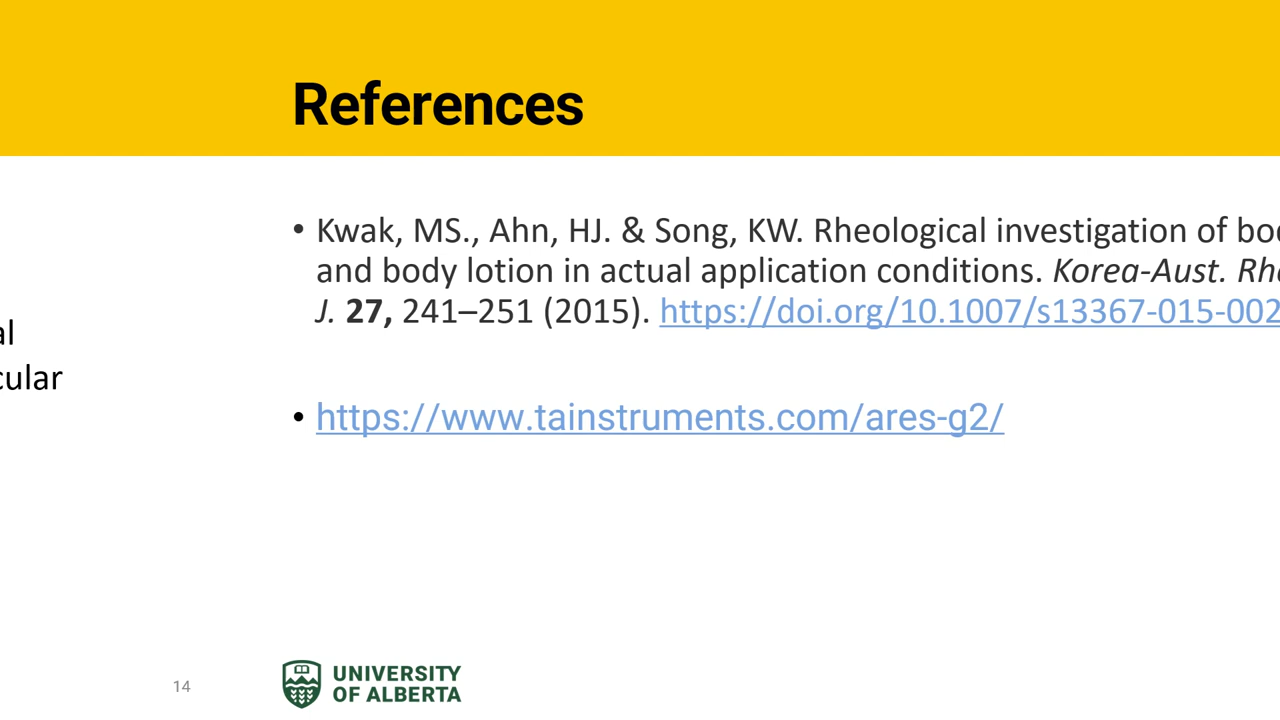 References
al
cular
• Kwak, MS., Ahn, HJ. & Song, KW. Rheological investigation of
and body lotion in actual application conditions. Korea-Aust.
J. 27, 241–251 (2015). https://doi.org/10.1007/s13367-015-002
• https://www.tainstruments.com/ares-g2/
14
UNIVERSITY
OF ALBERTA